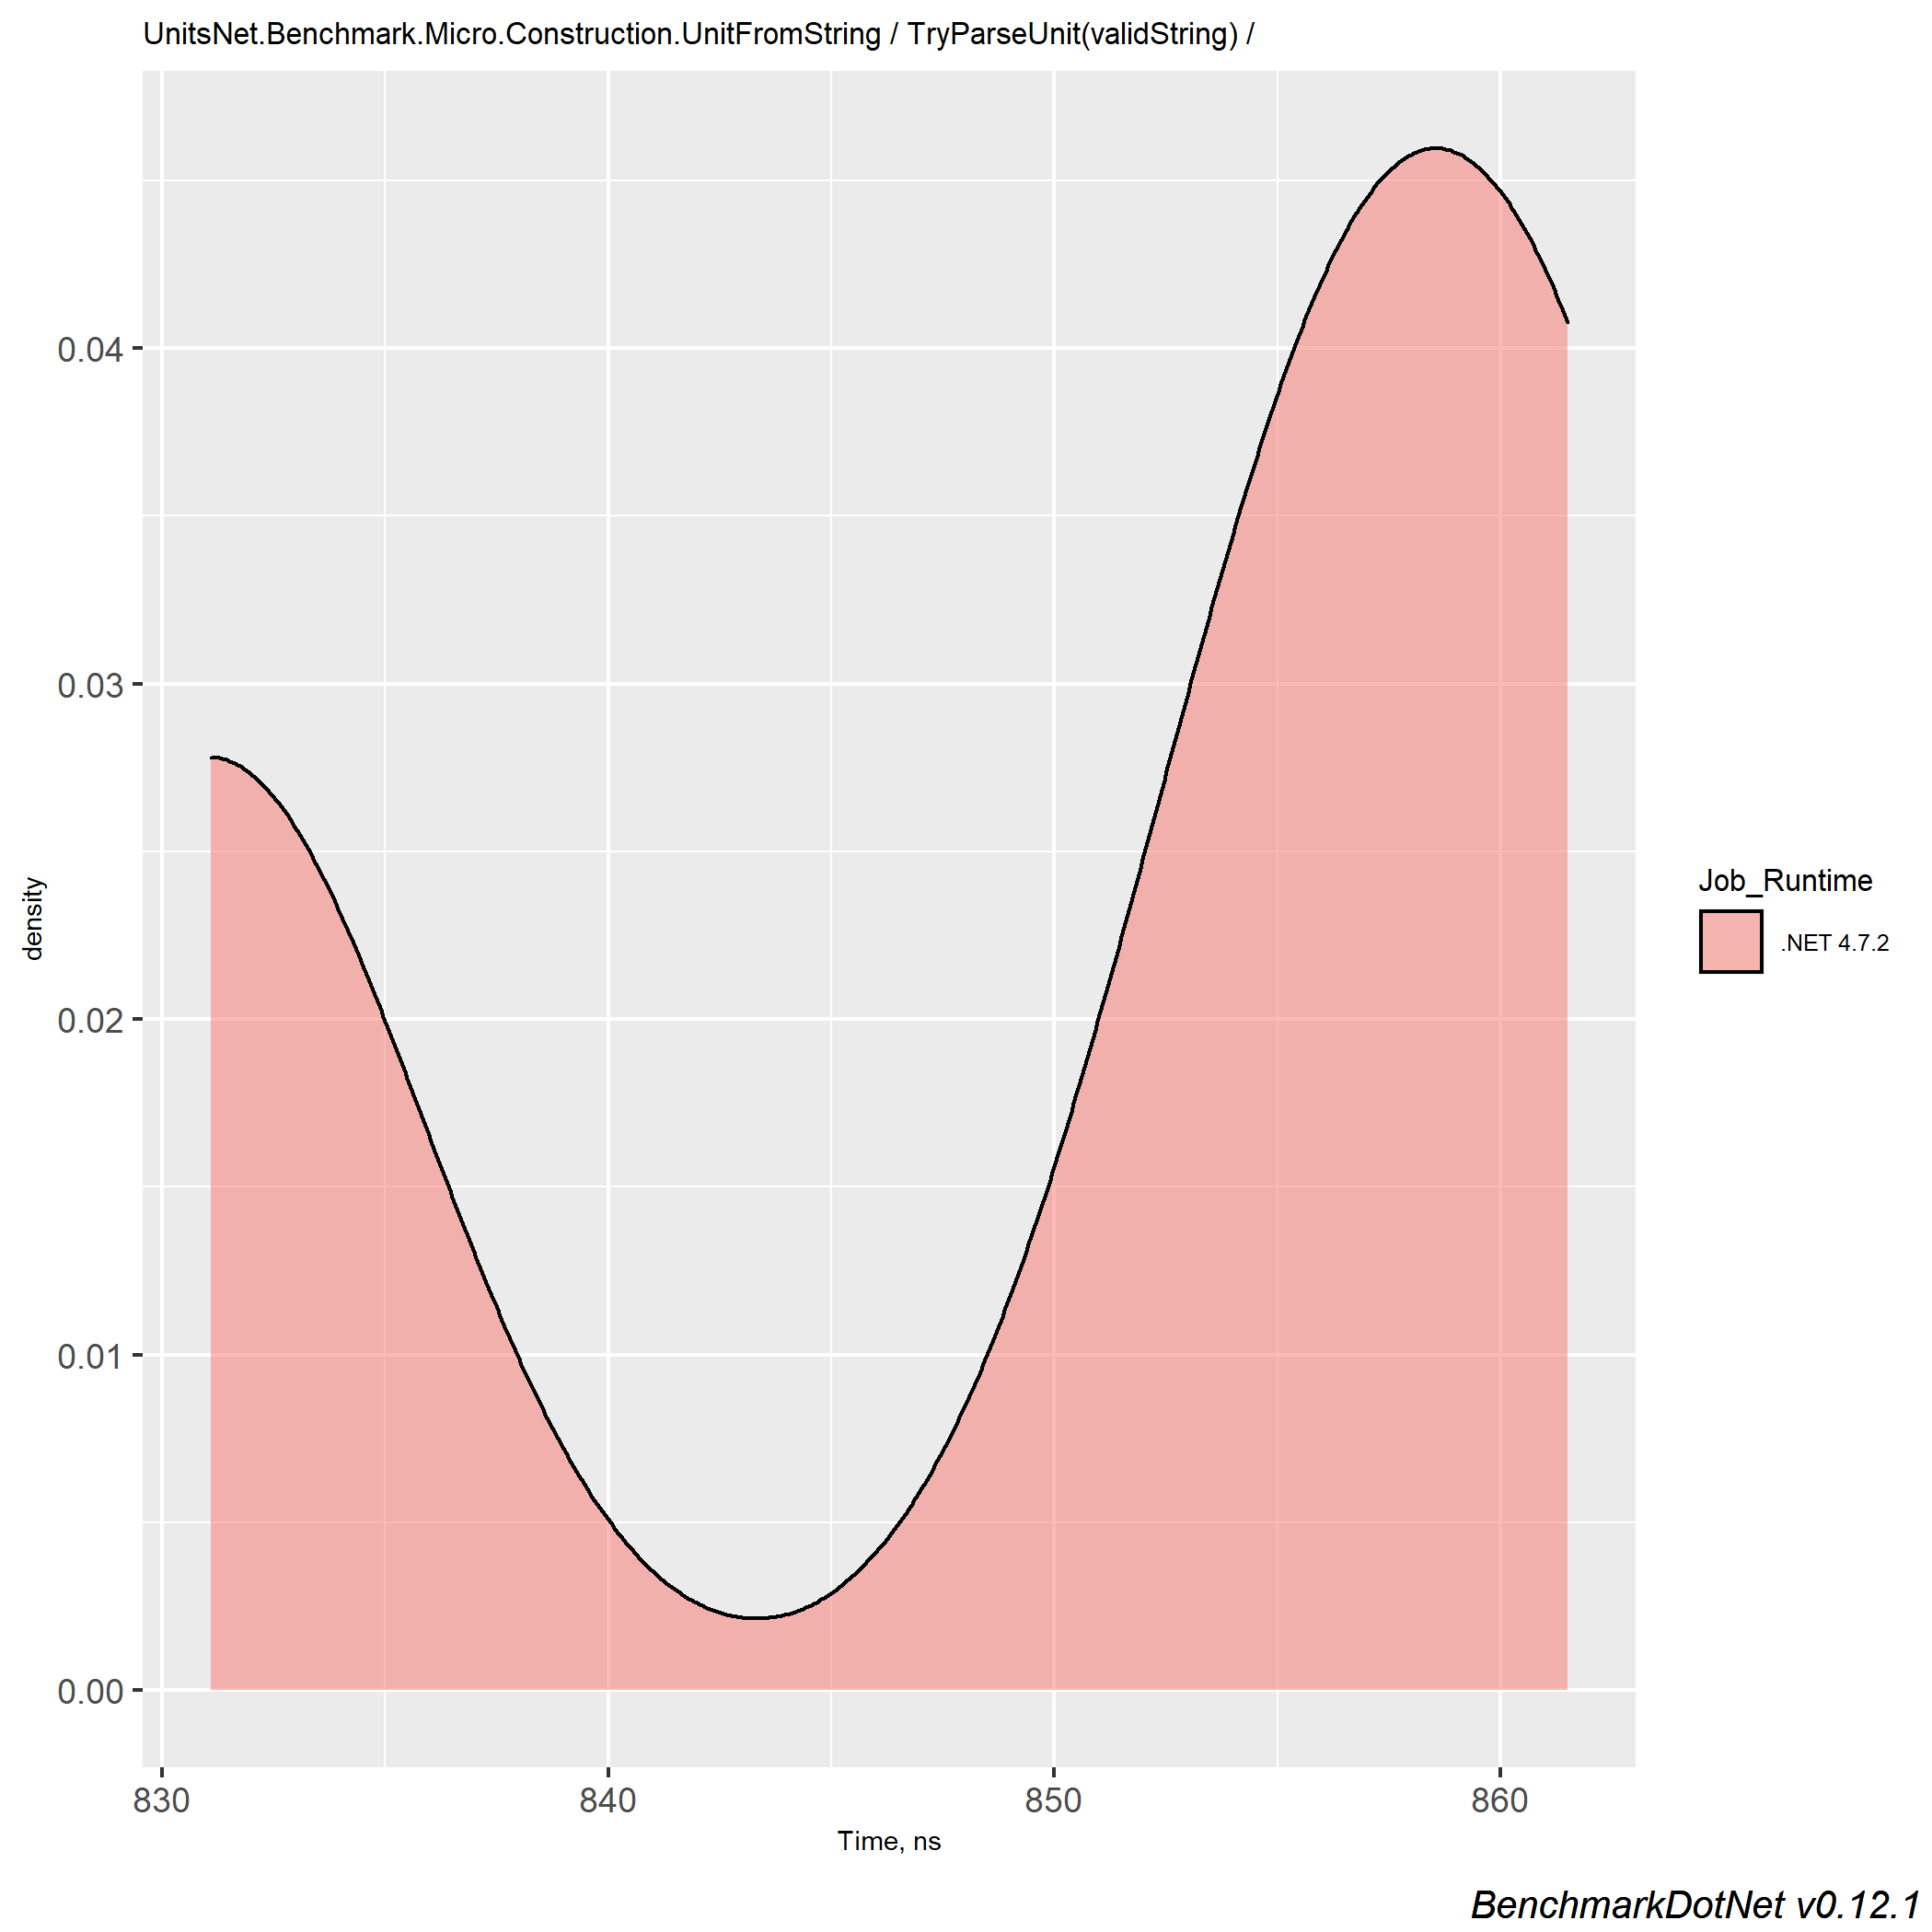 UnitsNet.Benchmark.Micro.Construction.UnitFromString / TryParseUnit(validString) /
0.04
0.03
0.02
0.01
0.00
density
830 840 850 860
Time, ns
Job_Runtime
.NET 4.7.2
BenchmarkDotNet v0.12.1